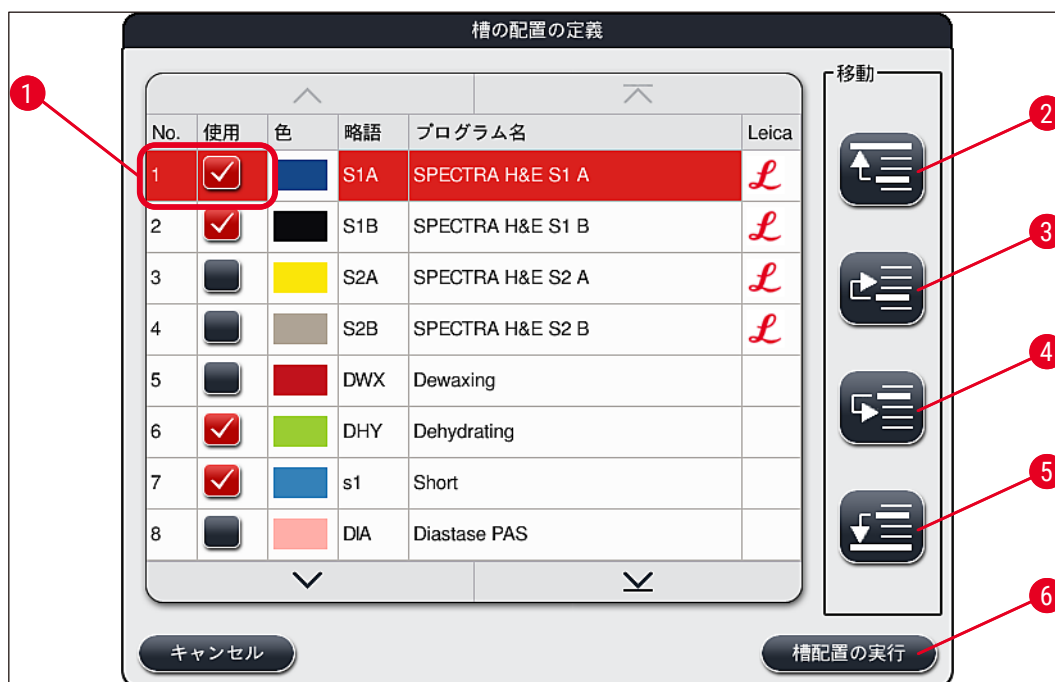 槽の配置の定義
移動
No. 使用 色 略語 プログラム名 Leica
1 S1A SPECTRA H&E S1 A
2 S1B SPECTRA H&E S1 B
3 S2A SPECTRA H&E S2 A
4 S2B SPECTRA H&E S2 B
5 DWX Dewaxing
6 DHY Dehydrating
7 s1 Short
8 DIA Diastase PAS
キャンセル
槽配置の実行
1
2
3
4
5
6